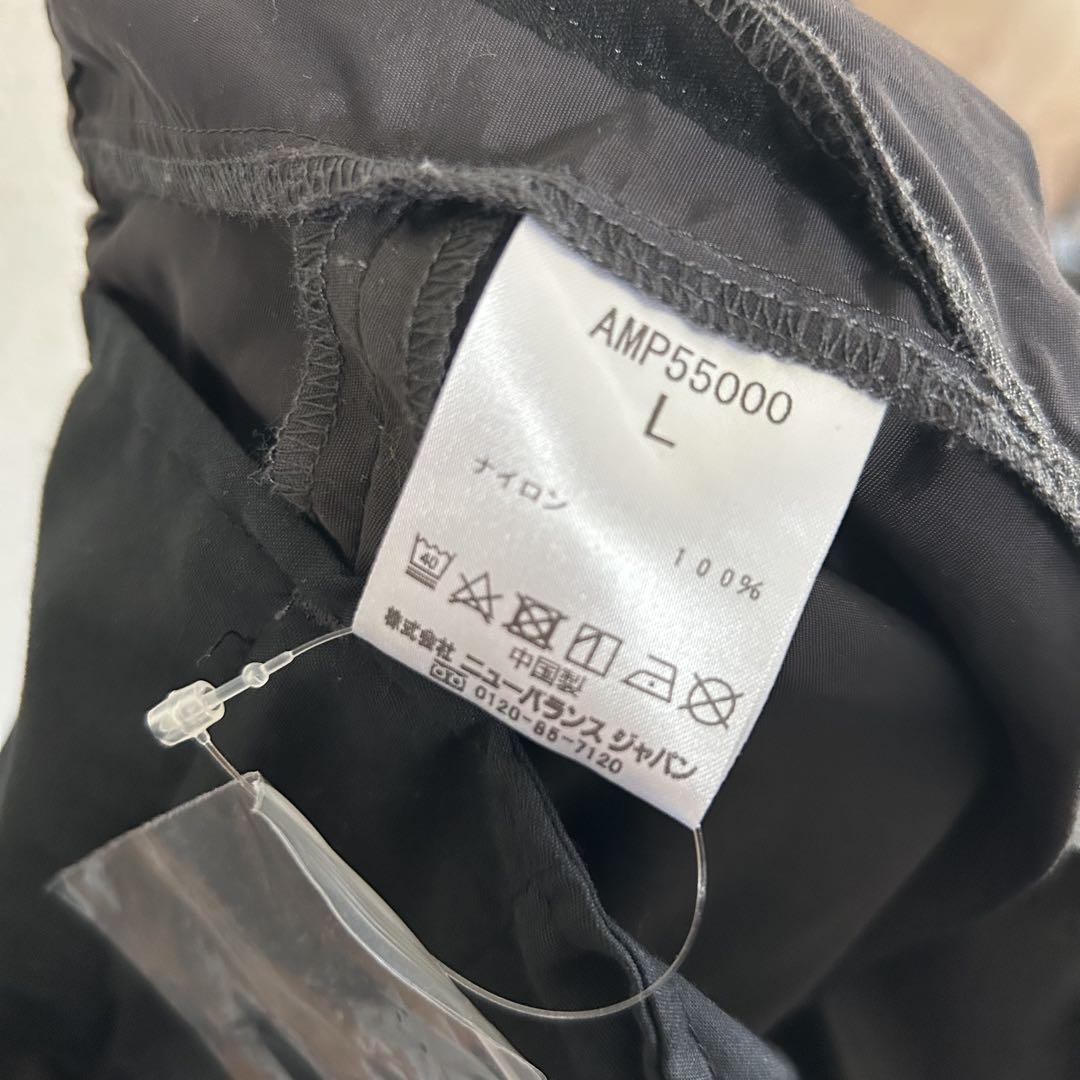 AMP55000
L
ナイロン 100%
40
中国製
株式会社 ニューバランス ジャパン
0120-85-7120